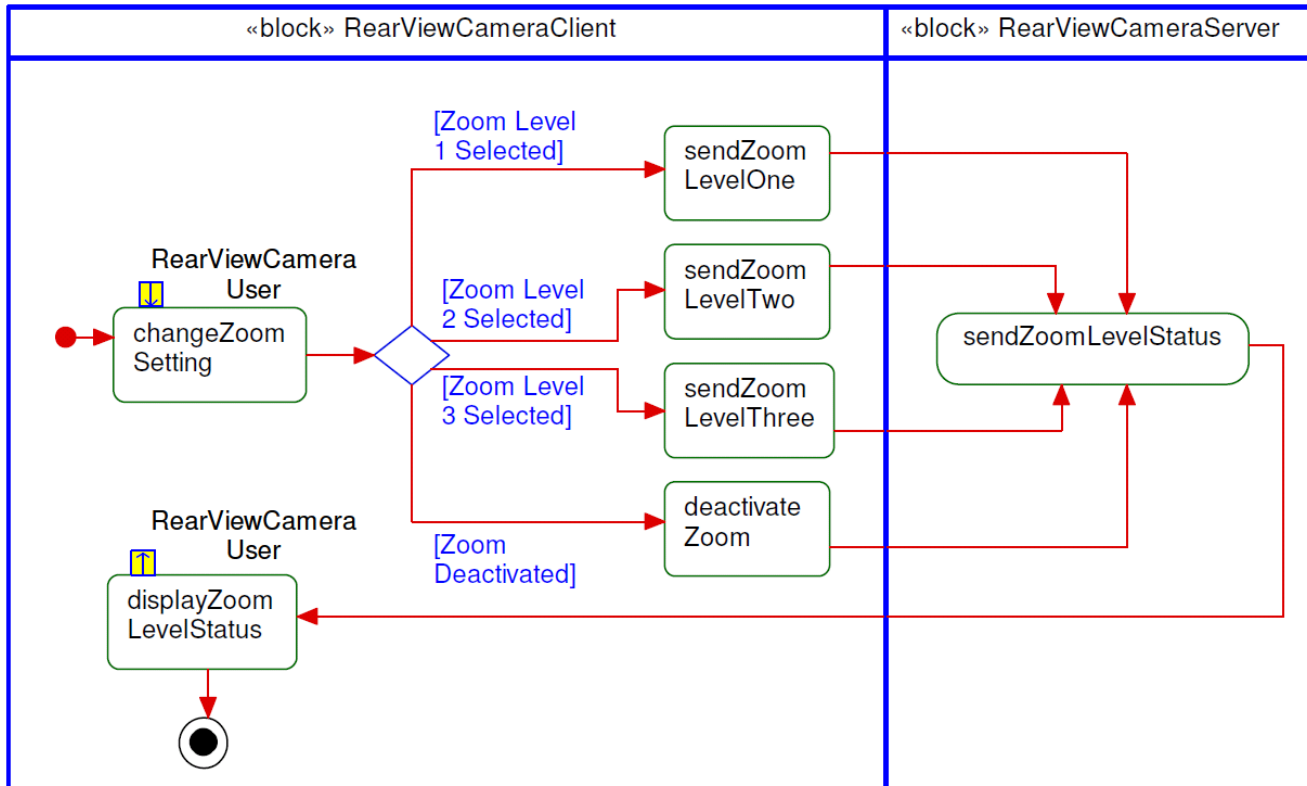 «block» RearViewCameraClient
«block» RearViewCameraServer
[Zoom Level
1 Selected]
sendZoom
LevelOne
RearViewCamera
User
changeZoom
Setting
[Zoom Level
2 Selected]
sendZoom
LevelTwo
sendZoomLevelStatus
[Zoom Level
3 Selected]
sendZoom
LevelThree
RearViewCamera
User
displayZoom
LevelStatus
[Zoom
Deactivated]
deactivate
Zoom